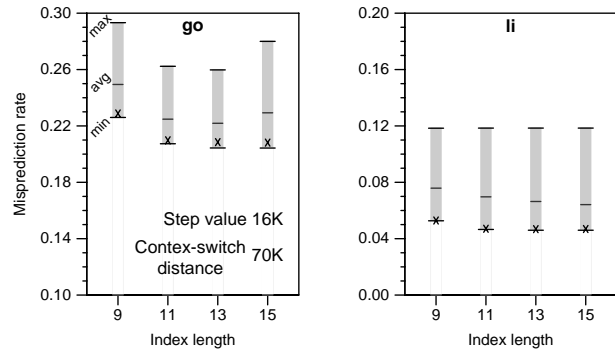 go
li
Misprediction rate
0.30
0.26
0.22
0.18
0.14
0.10
max
avg
min
x x x x
Step value 16K
Contex-switch distance 70K
9 11 13 15
Index length
0.20
0.16
0.12
0.08
0.04
0.00
x x x x
9 11 13 15
Index length